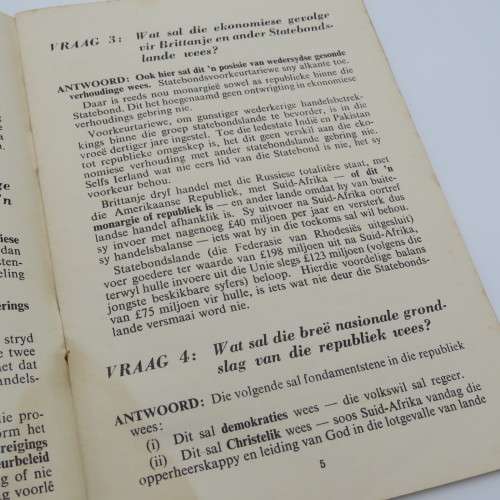 VRAAG 3: Wat sal die ekonomiese gevolge
vir Brittanje en ander Statebonds-
lande wees?
ANTWOORD: Ook hier sal dit 'n posisie van wedersydse gesonde
verhoudinge wees. Statebondsvoorkeurtariewe sny alkante toe.
Daar is reeds nou monargieë sowel as republieke binne die
Statebond. Dit het hoegenaamd geen ontwrigting in ekonomiese
verhoudings gebring nie.
Voorkeurtariewe, om gunstiger wederkerige handelsbetrek-
kings binne die groep statebondslande te bevorder, is in die
vroeë dertiger jare ingestel. Toe die ledestate Indië en Pakistan
tot republieke omgeskep is, het dit geen verskil aan die eko-
nomiese verhouding met ander statebondslande gebring nie.
Selfs Ierland wat nie eers lid van die Statebond is nie, het sy
voorkeur behou.
Brittanje dryf handel met die Russiese totalitêre staat, met
die Amerikaanse Republiek, met Suid-Afrika — of dit 'n
monargie of republiek is — en ander lande omdat hy van buite-
landse handel afhanklik is. Sy uitvoer na Suid-Afrika oortref
sy invoer met nagenoeg £40 miljoen per jaar en versterk dus
sy handelsbalanse — iets wat hy in die toekoms sal wil behou.
Statebondslande (die Federasie van Rhodesiës uitgesluit)
voer goedere ter waarde van £198 miljoen uit na Suid-Afrika,
terwyl hulle invoere uit die Unie slegs £123 miljoen (volgens die
jongste beskikbare syfers) beloop. Hierdie voordelige balans
van £75 miljoen vir hulle, is iets wat nie deur die Statebonds-
lande versmaai word nie.
VRAAG 4: Wat sal die breë nasionale grond-
slag van die republiek wees?
ANTWOORD: Die volgende sal fondamentstene in die republiek
wees:
(i) Dit sal demokraties wees — die volkswil sal regeer.
(ii) Dit sal Christelik wees — soos Suid-Afrika vandag die
opperheerskappy en leiding van God in die lotgevalle van lande
5